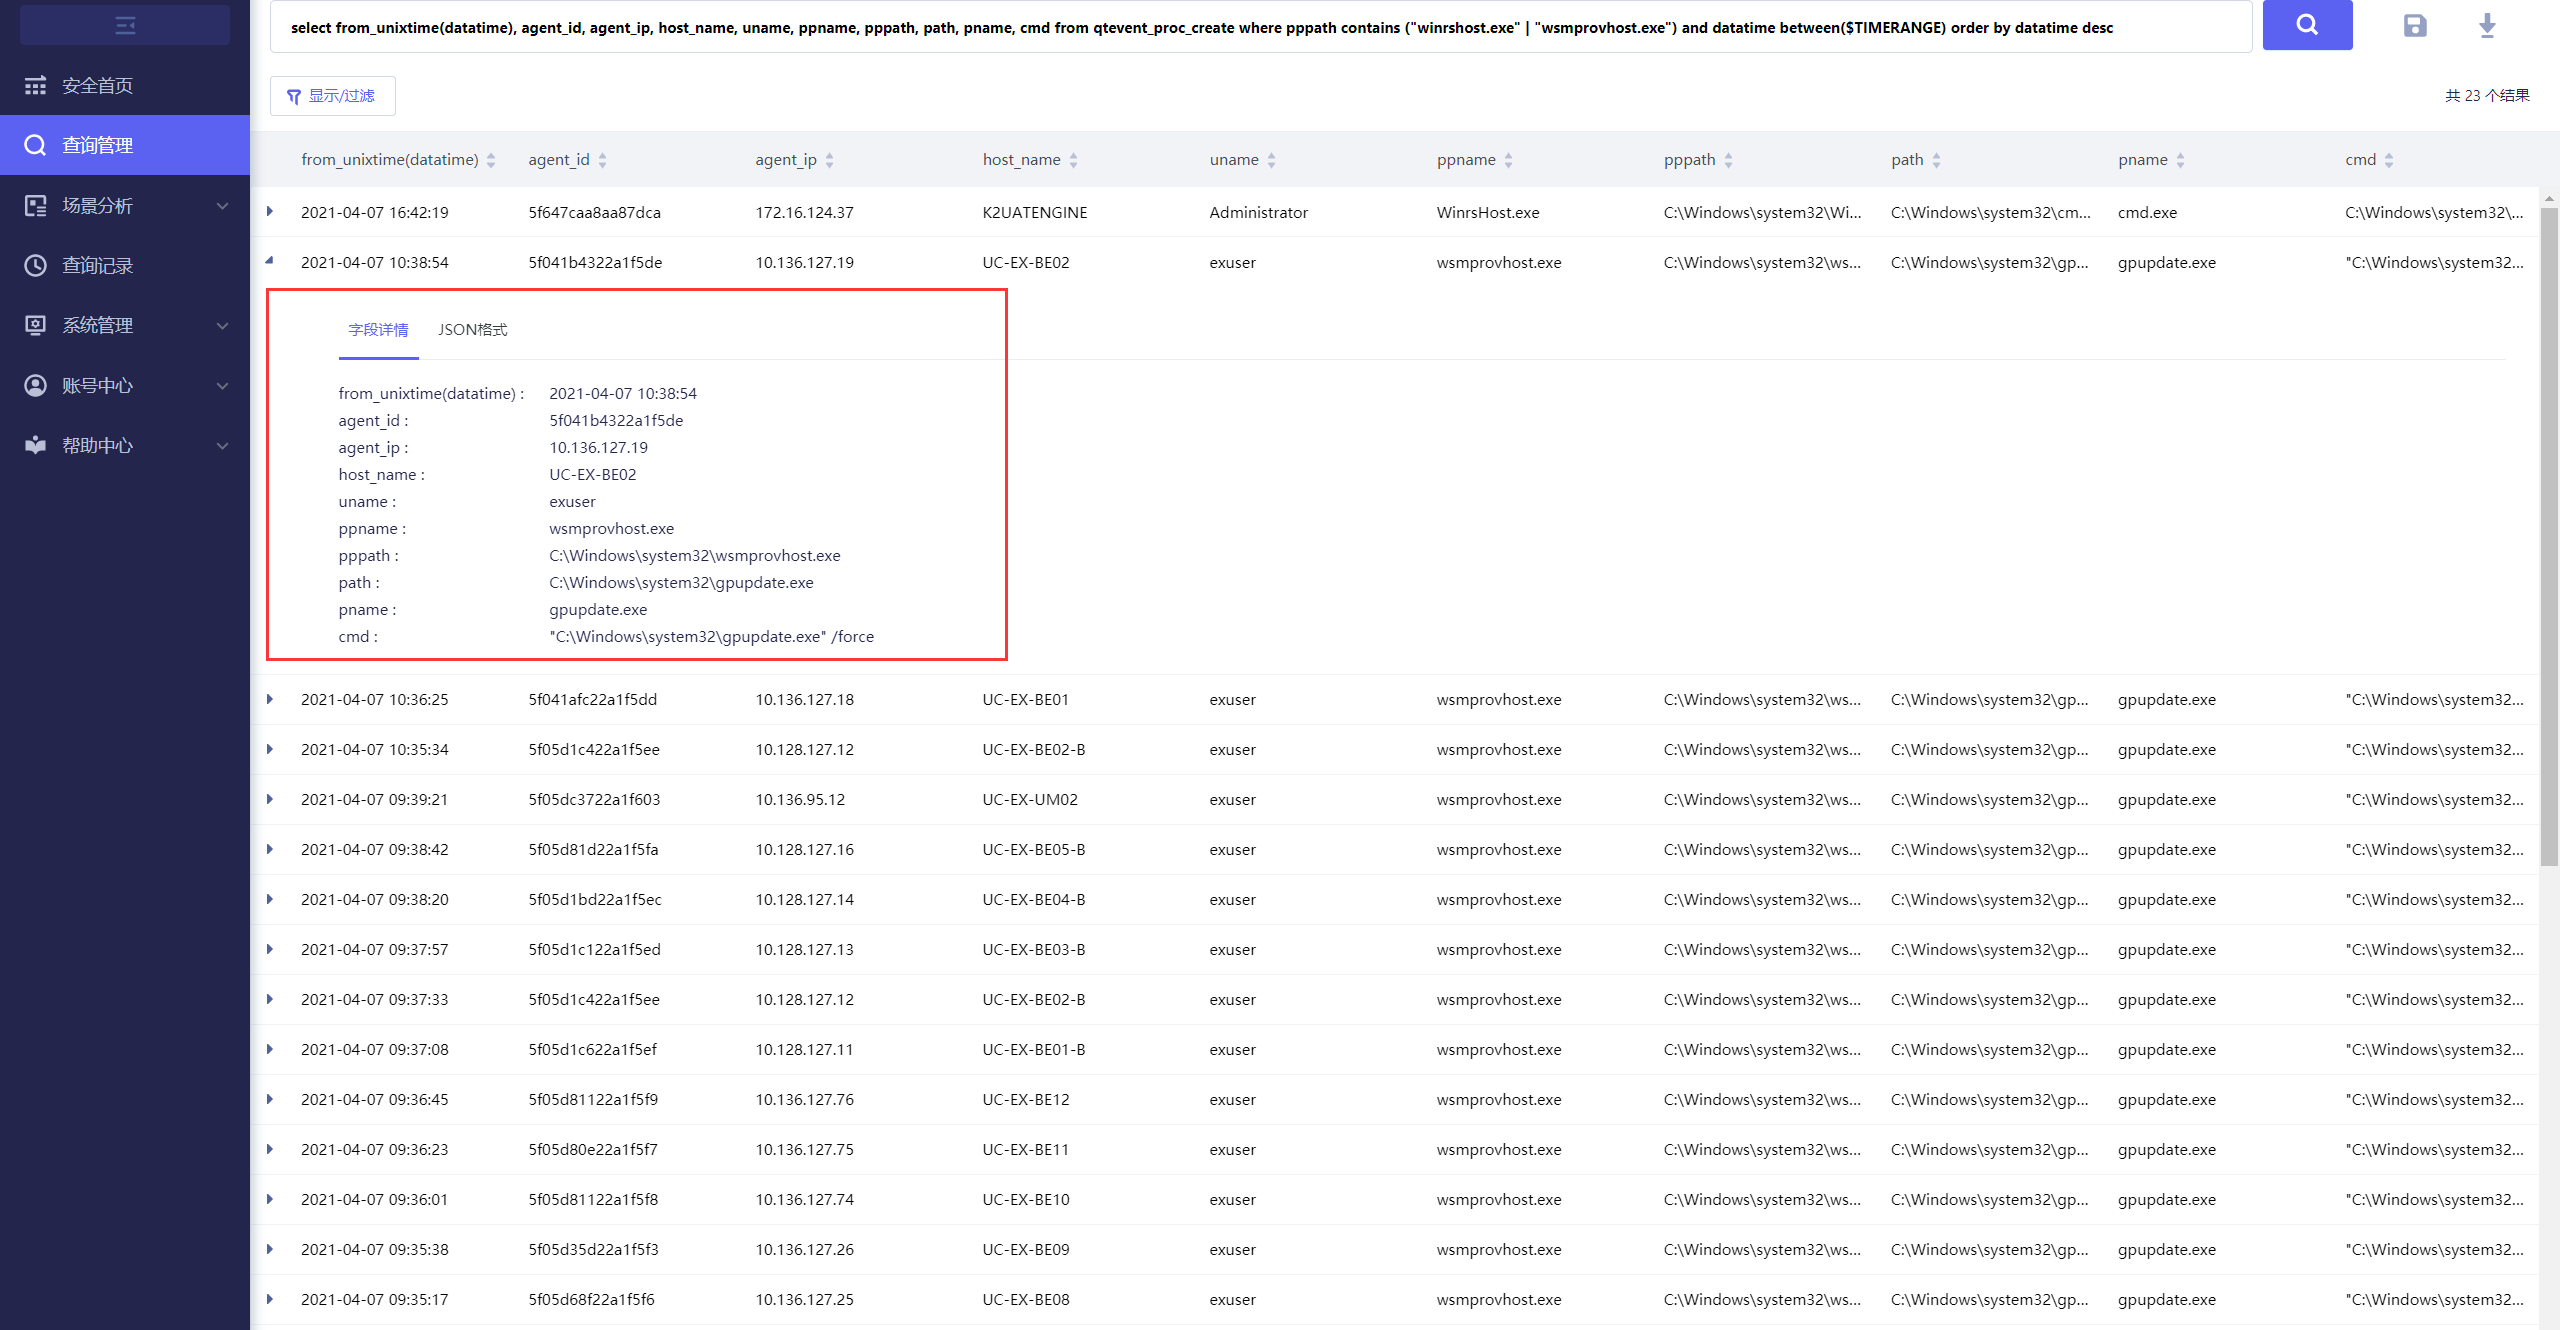 select from_unixtime(datatime), agent_id, agent_ip, host_name, uname, ppname, pppath, path, pname, cmd from qtevent_proc_create where pppath contains ("winrshost.exe" | "wsmprovhost.exe") and datatime between($TIMERANGE) order by datatime desc
安全首页
查询管理
场景分析
查询记录
系统管理
账号中心
帮助中心
显示/过滤
共 23 个结果
from_unixtime(datatime) agent_id agent_ip host_name uname ppname pppath path pname cmd
2021-04-07 16:42:19 5f647caa8aa87dca 172.16.124.37 K2UATENGINE Administrator WinrsHost.exe C:\Windows\system32\Wi... C:\Windows\system32\cm... cmd.exe C:\Windows\system32\...
2021-04-07 10:38:54 5f041b4322a1f5de 10.136.127.19 UC-EX-BE02 exuser wsmprovhost.exe C:\Windows\system32\ws... C:\Windows\system32\gp... gpupdate.exe "C:\Windows\system32...
字段详情 JSON格式
from_unixtime(datatime) : 2021-04-07 10:38:54
agent_id : 5f041b4322a1f5de
agent_ip : 10.136.127.19
host_name : UC-EX-BE02
uname : exuser
ppname : wsmprovhost.exe
pppath : C:\Windows\system32\wsmprovhost.exe
path : C:\Windows\system32\gpupdate.exe
pname : gpupdate.exe
cmd : "C:\Windows\system32\gpupdate.exe" /force
2021-04-07 10:36:25 5f041afc22a1f5dd 10.136.127.18 UC-EX-BE01 exuser wsmprovhost.exe C:\Windows\system32\ws... C:\Windows\system32\gp... gpupdate.exe "C:\Windows\system32...
2021-04-07 10:35:34 5f05d1c422a1f5ee 10.128.127.12 UC-EX-BE02-B exuser wsmprovhost.exe C:\Windows\system32\ws... C:\Windows\system32\gp... gpupdate.exe "C:\Windows\system32...
2021-04-07 09:39:21 5f05dc3722a1f603 10.136.95.12 UC-EX-UM02 exuser wsmprovhost.exe C:\Windows\system32\ws... C:\Windows\system32\gp... gpupdate.exe "C:\Windows\system32...
2021-04-07 09:38:42 5f05d81d22a1f5fa 10.128.127.16 UC-EX-BE05-B exuser wsmprovhost.exe C:\Windows\system32\ws... C:\Windows\system32\gp... gpupdate.exe "C:\Windows\system32...
2021-04-07 09:38:20 5f05d1bd22a1f5ec 10.128.127.14 UC-EX-BE04-B exuser wsmprovhost.exe C:\Windows\system32\ws... C:\Windows\system32\gp... gpupdate.exe "C:\Windows\system32...
2021-04-07 09:37:57 5f05d1c122a1f5ed 10.128.127.13 UC-EX-BE03-B exuser wsmprovhost.exe C:\Windows\system32\ws... C:\Windows\system32\gp... gpupdate.exe "C:\Windows\system32...
2021-04-07 09:37:33 5f05d1c422a1f5ee 10.128.127.12 UC-EX-BE02-B exuser wsmprovhost.exe C:\Windows\system32\ws... C:\Windows\system32\gp... gpupdate.exe "C:\Windows\system32...
2021-04-07 09:37:08 5f05d1c622a1f5ef 10.128.127.11 UC-EX-BE01-B exuser wsmprovhost.exe C:\Windows\system32\ws... C:\Windows\system32\gp... gpupdate.exe "C:\Windows\system32...
2021-04-07 09:36:45 5f05d81122a1f5f9 10.136.127.76 UC-EX-BE12 exuser wsmprovhost.exe C:\Windows\system32\ws... C:\Windows\system32\gp... gpupdate.exe "C:\Windows\system32...
2021-04-07 09:36:23 5f05d80e22a1f5f7 10.136.127.75 UC-EX-BE11 exuser wsmprovhost.exe C:\Windows\system32\ws... C:\Windows\system32\gp... gpupdate.exe "C:\Windows\system32...
2021-04-07 09:36:01 5f05d81122a1f5f8 10.136.127.74 UC-EX-BE10 exuser wsmprovhost.exe C:\Windows\system32\ws... C:\Windows\system32\gp... gpupdate.exe "C:\Windows\system32...
2021-04-07 09:35:38 5f05d35d22a1f5f3 10.136.127.26 UC-EX-BE09 exuser wsmprovhost.exe C:\Windows\system32\ws... C:\Windows\system32\gp... gpupdate.exe "C:\Windows\system32...
2021-04-07 09:35:17 5f05d68f22a1f5f6 10.136.127.25 UC-EX-BE08 exuser wsmprovhost.exe C:\Windows\system32\ws... C:\Windows\system32\gp... gpupdate.exe "C:\Windows\system32...